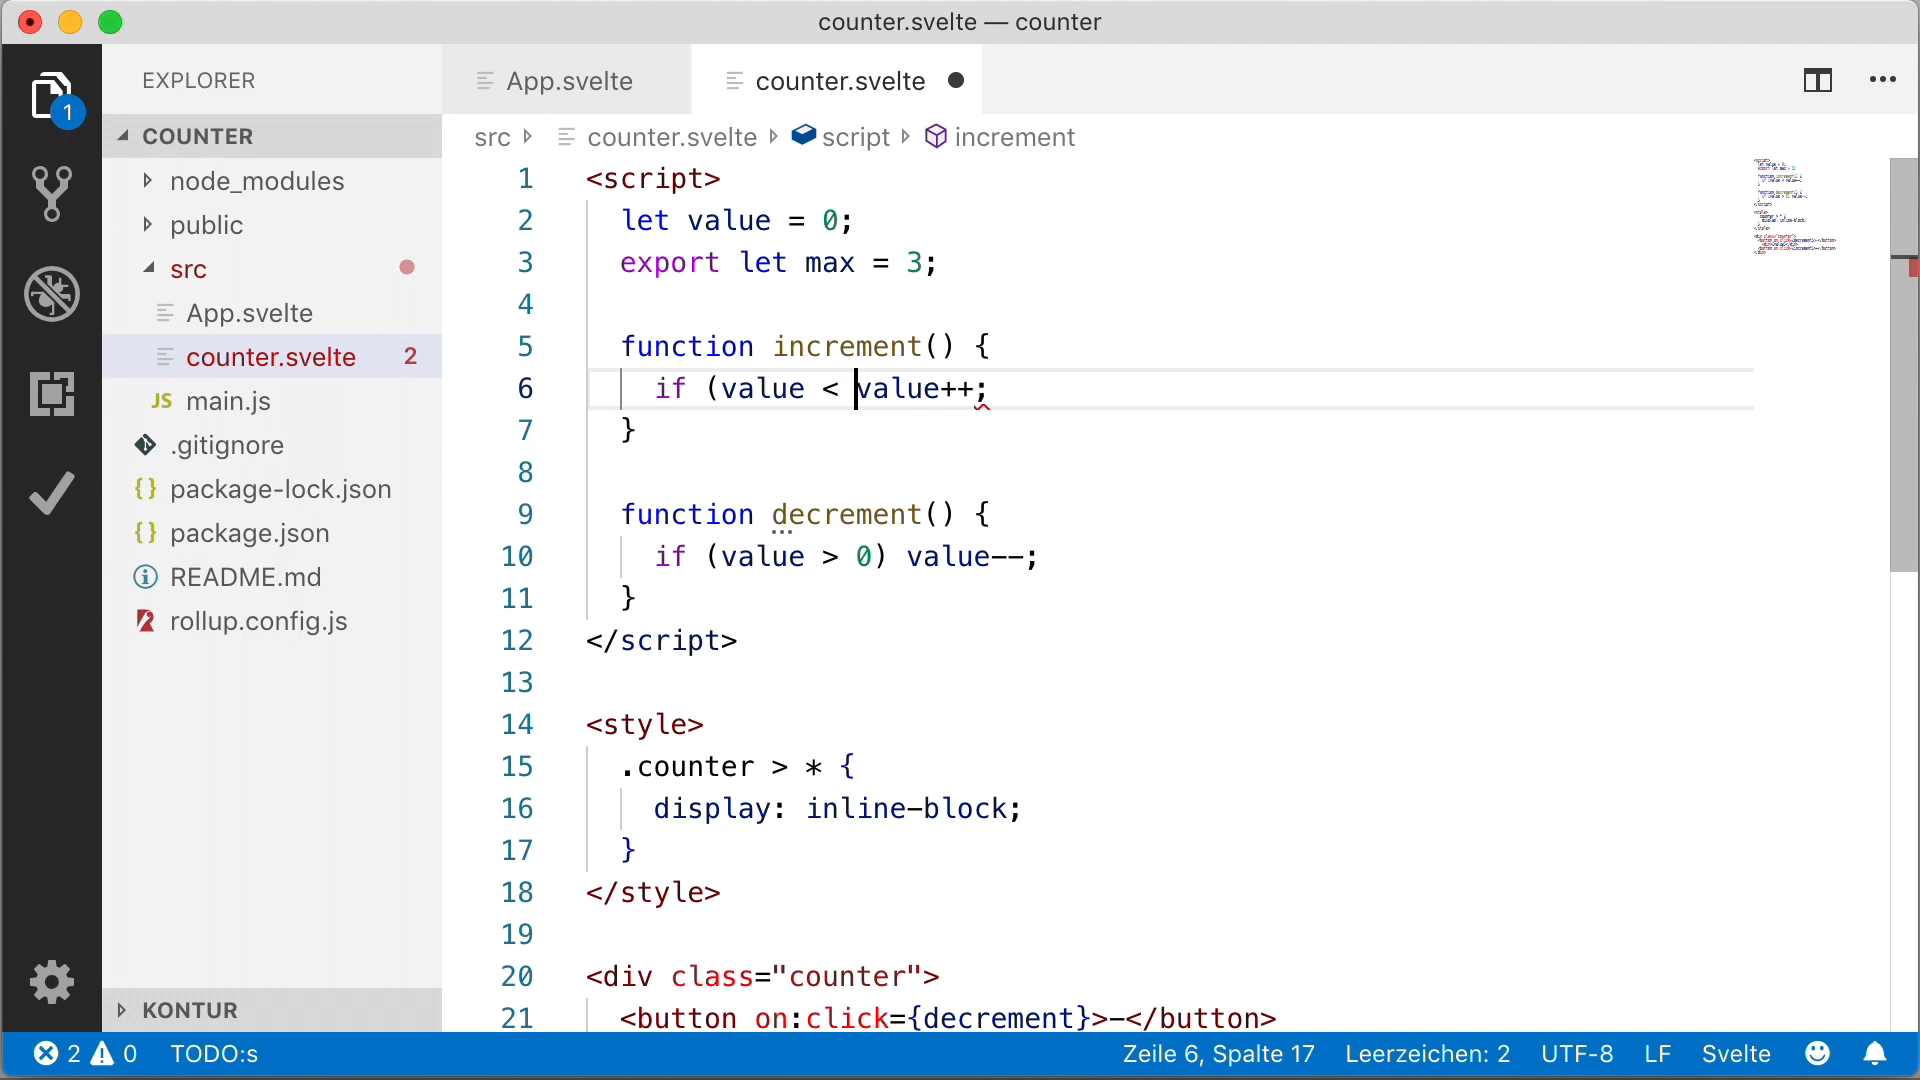 counter.svelte — counter
1
EXPLORER
COUNTER
node_modules
public
src
App.svelte
counter.svelte 2
JS main.js
.gitignore
{} package-lock.json
{} package.json
README.md
rollup.config.js
KONTUR
App.svelte
counter.svelte
src counter.svelte script increment
1 <script>
2 let value = 0;
3 export let max = 3;
4
5 function increment() {
6 if (value < value++;
7 }
8
9 function decrement() {
10 if (value > 0) value--;
11 }
12 </script>
13
14 <style>
15 .counter > * {
16 display: inline-block;
17 }
18 </style>
19
20 <div class="counter">
21 <button on:click={decrement}>-</button>
2 0 TODO:s
Zeile 6, Spalte 17 Leerzeichen: 2 UTF-8 LF Svelte